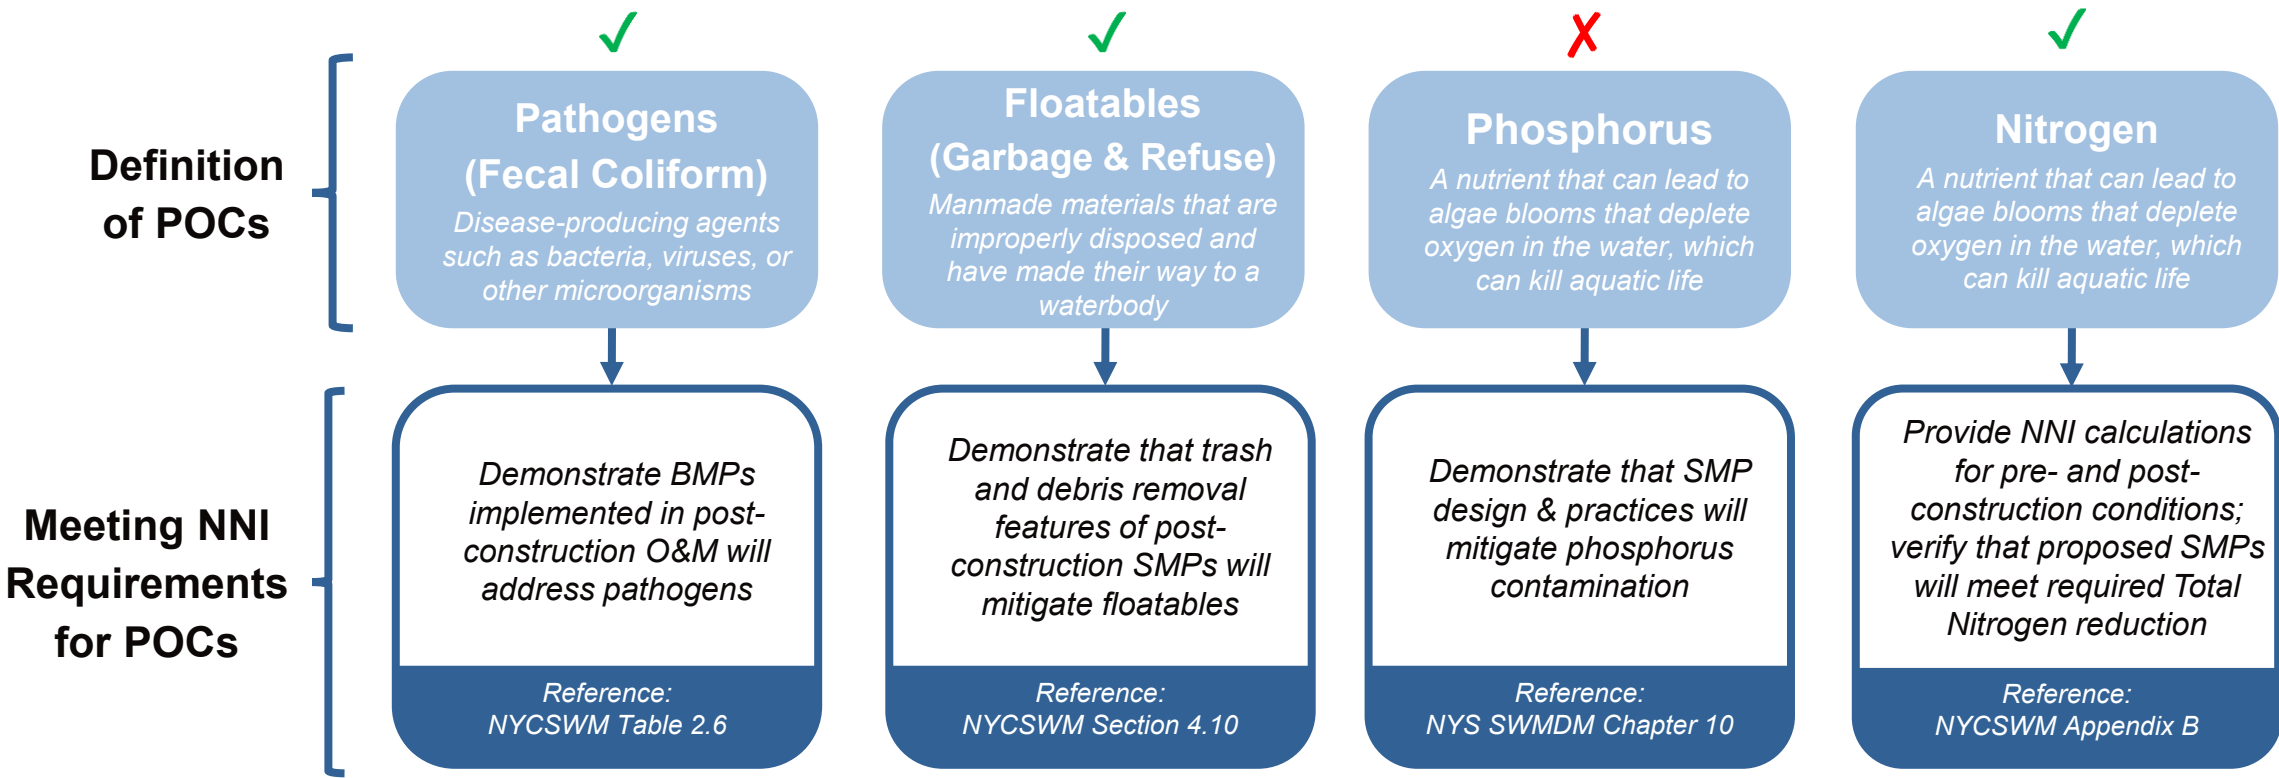 Definition
of POCs
Pathogens
(Fecal Coliform)
Disease-producing agents
such as bacteria, viruses, or
other microorganisms
Floatables
(Garbage & Refuse)
Manmade materials that are
improperly disposed and
have made their way to a
waterbody
Phosphorus
A nutrient that can lead to
algae blooms that deplete
oxygen in the water, which
can kill aquatic life
Nitrogen
A nutrient that can lead to
algae blooms that deplete
oxygen in the water, which
can kill aquatic life
Meeting NNI
Requirements
for POCs
Demonstrate BMPs
implemented in post-
construction O&M will
address pathogens
Reference:
NYCSWM Table 2.6
Demonstrate that trash
and debris removal
features of post-
construction SMPs will
mitigate floatables
Reference:
NYCSWM Section 4.10
Demonstrate that SMP
design & practices will
mitigate phosphorus
contamination
Reference:
NYS SWMDM Chapter 10
Provide NNI calculations
for pre- and post-
construction conditions;
verify that proposed SMPs
will meet required Total
Nitrogen reduction
Reference:
NYCSWM Appendix B